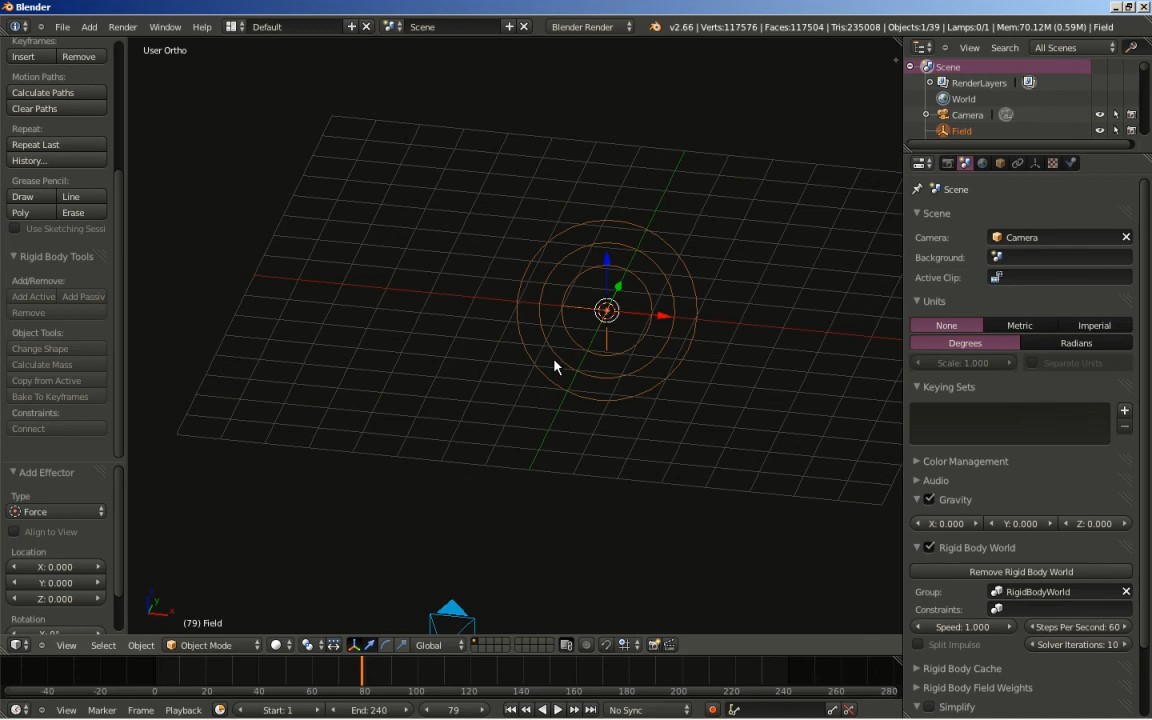 Blender
File Add Render Window Help Default Scene Blender Render v2.66 | Verts:117576 | Faces:117504 | Tris:235008 | Objects:1/39 | Lamps:0/1 | Mem:70.12M (0.59M) | Field
Keyframes:
Insert Remove
Motion Paths:
Calculate Paths
Clear Paths
Repeat:
Repeat Last
History...
Grease Pencil:
Draw Line
Poly Erase
Use Sketching Sessi
Rigid Body Tools
Add/Remove:
Add Active Add Passiv
Remove
Object Tools:
Change Shape
Calculate Mass
Copy from Active
Bake To Keyframes
Constraints:
Connect
Add Effector
Type
Force
Align to View
Location
X: 0.000
Y: 0.000
Z: 0.000
Rotation
X: 0°
User Ortho
z
y
x
(79) Field
View Search All Scenes
Scene
RenderLayers |
World
Camera |
Field
Scene
Scene
Camera: Camera
Background:
Active Clip:
Units
None Metric Imperial
Degrees Radians
Scale: 1.000 Separate Units
Keying Sets
Color Management
Audio
Gravity
X: 0.000 Y: 0.000 Z: 0.000
Rigid Body World
Remove Rigid Body World
Group: RigidBodyWorld
Constraints:
Speed: 1.000 Steps Per Second: 60
Split Impulse Solver Iterations: 10
Rigid Body Cache
Rigid Body Field Weights
Simplify
View Select Object Object Mode Global
-40 -20 0 20 40 60 80 100 120 140 160 180 200 220 240 260 280
View Marker Frame Playback Start: 1 End: 240 79 No Sync